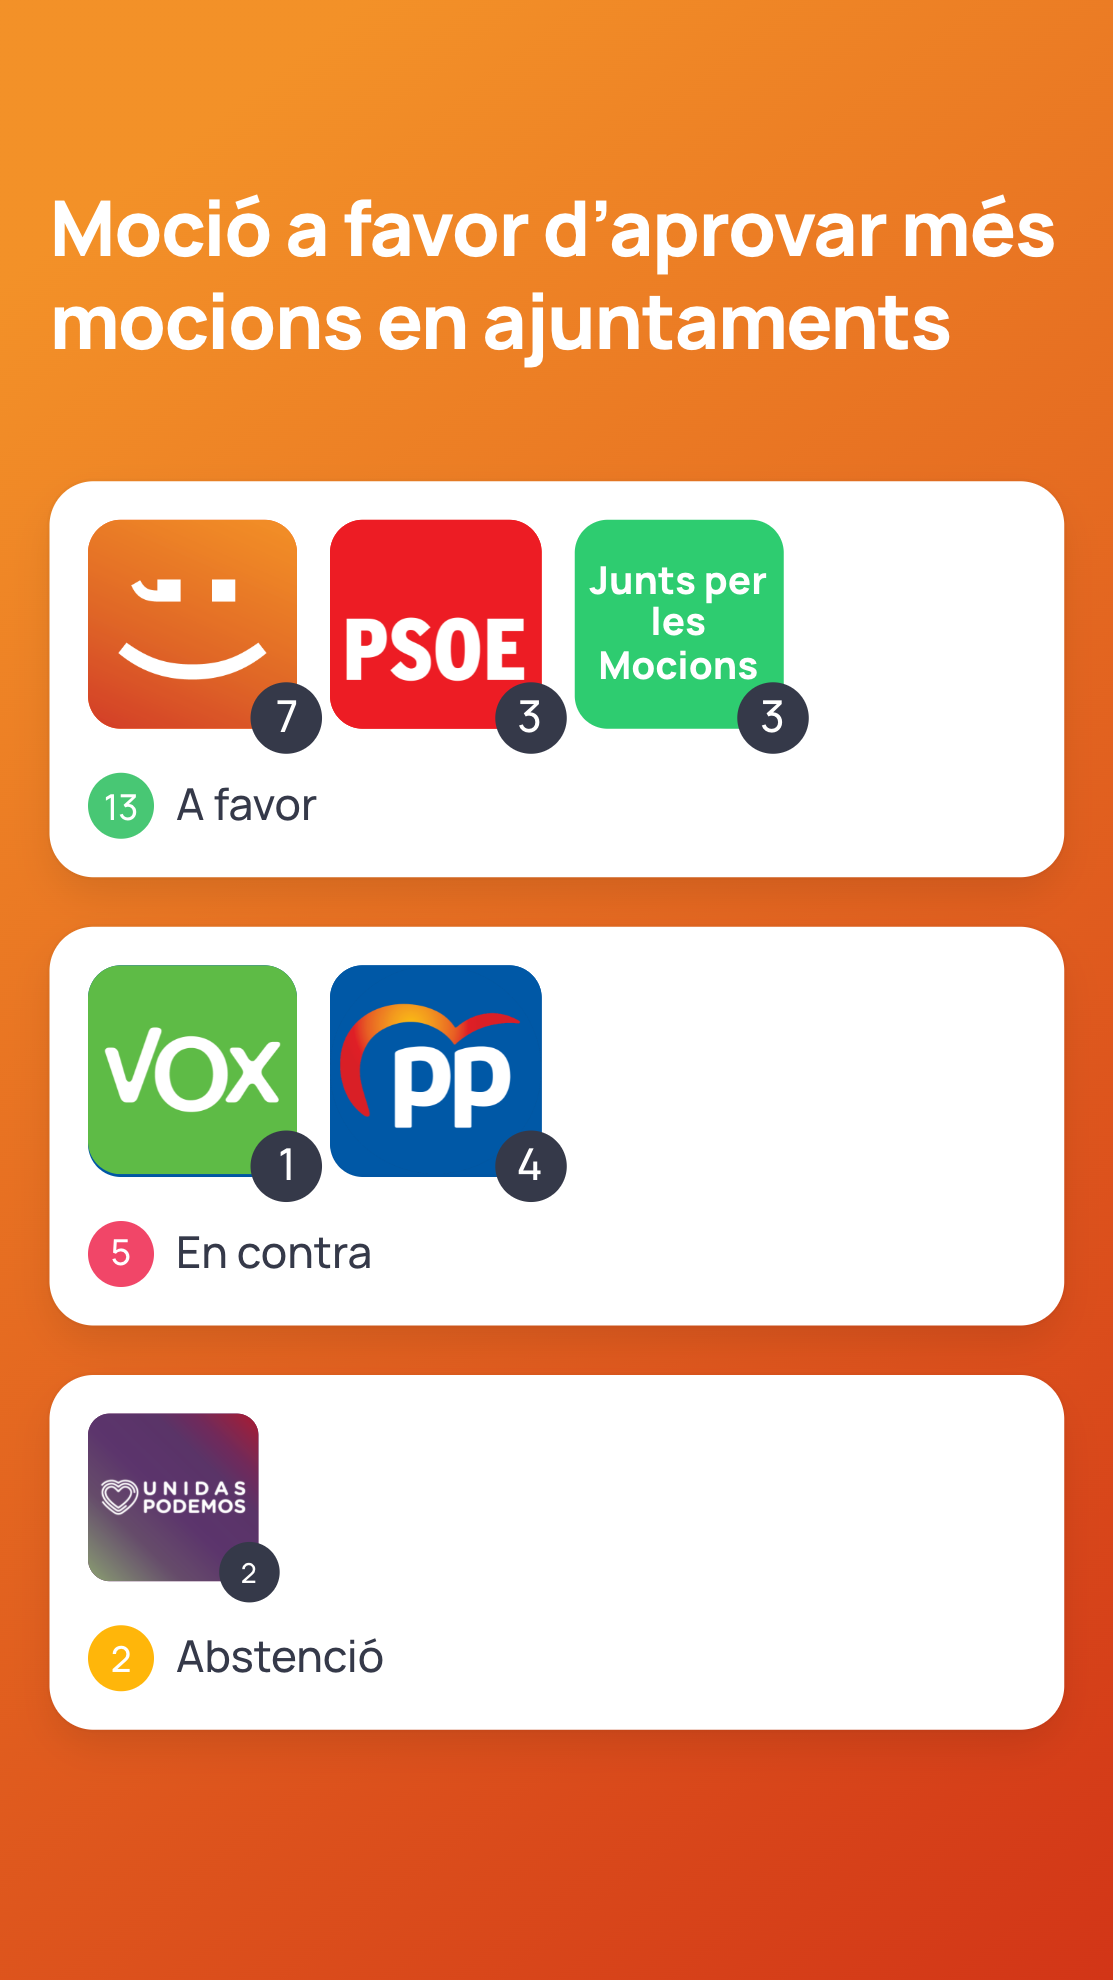 Moció a favor d’aprovar més
mocions en ajuntaments
PSOE
Junts per
les
Mocions
7
3
3
13 A favor
VOX
pp
1
4
5 En contra
UNIDAS
PODEMOS
2
2 Abstenció